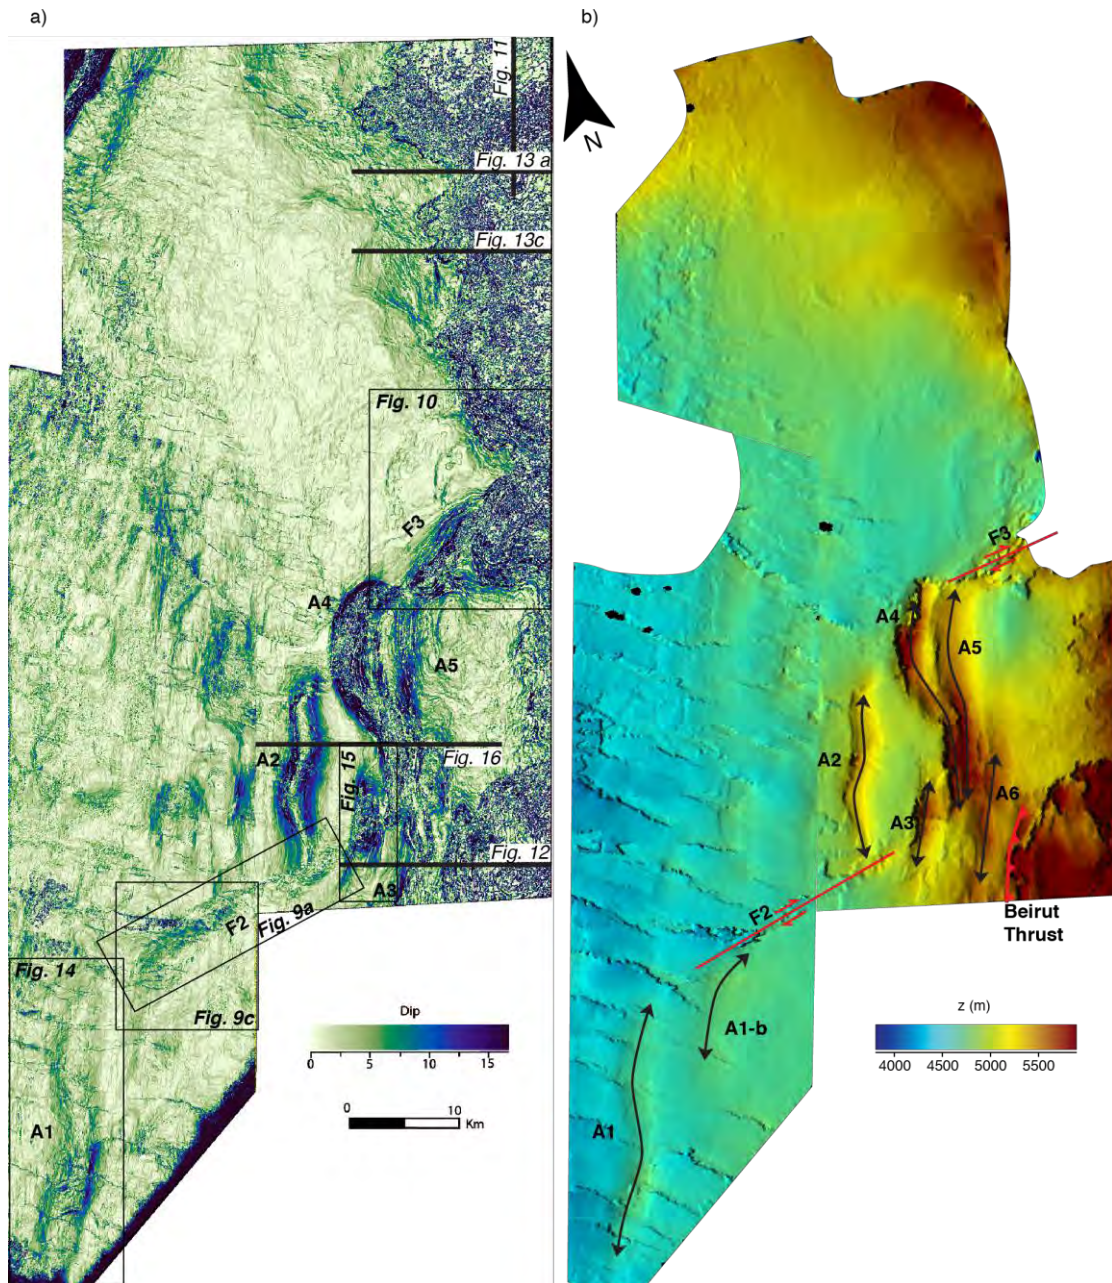 a)
Fig. 11
Fig. 13 a
Fig. 13c
Fig. 10
F3
A4
A5
A2
Fig. 15
Fig. 16
Fig. 12
A3
F2
Fig. 9a
Fig. 14
Fig. 9c
A1
Dip
0 5 10 15
0 10
Km
b)
N
F3
A4
A5
A2
A6
A3
F2
Beirut
Thrust
A1-b
A1
z (m)
4000 4500 5000 5500